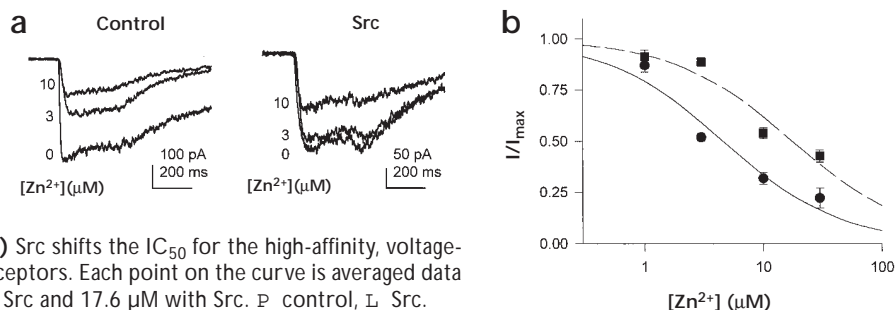 a
Control
Src
10
3
0
100 pA
200 ms
[Zn²⁺](µM)
10
3
0
50 pA
200 ms
[Zn²⁺](µM)
) Src shifts the IC₅₀ for the high-affinity, voltage-
ceptors. Each point on the curve is averaged data
Src and 17.6 µM with Src. P control, L Src.
b
1.00
0.75
0.50
0.25
0.00
I/Imax
1
10
100
[Zn²⁺] (µM)